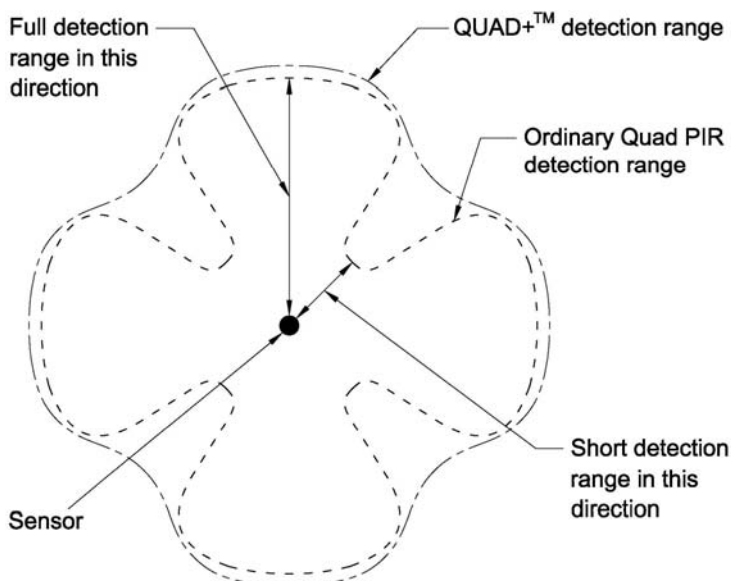 Full detection
range in this
direction
QUAD+™ detection range
Ordinary Quad PIR
detection range
Short detection
range in this
direction
Sensor